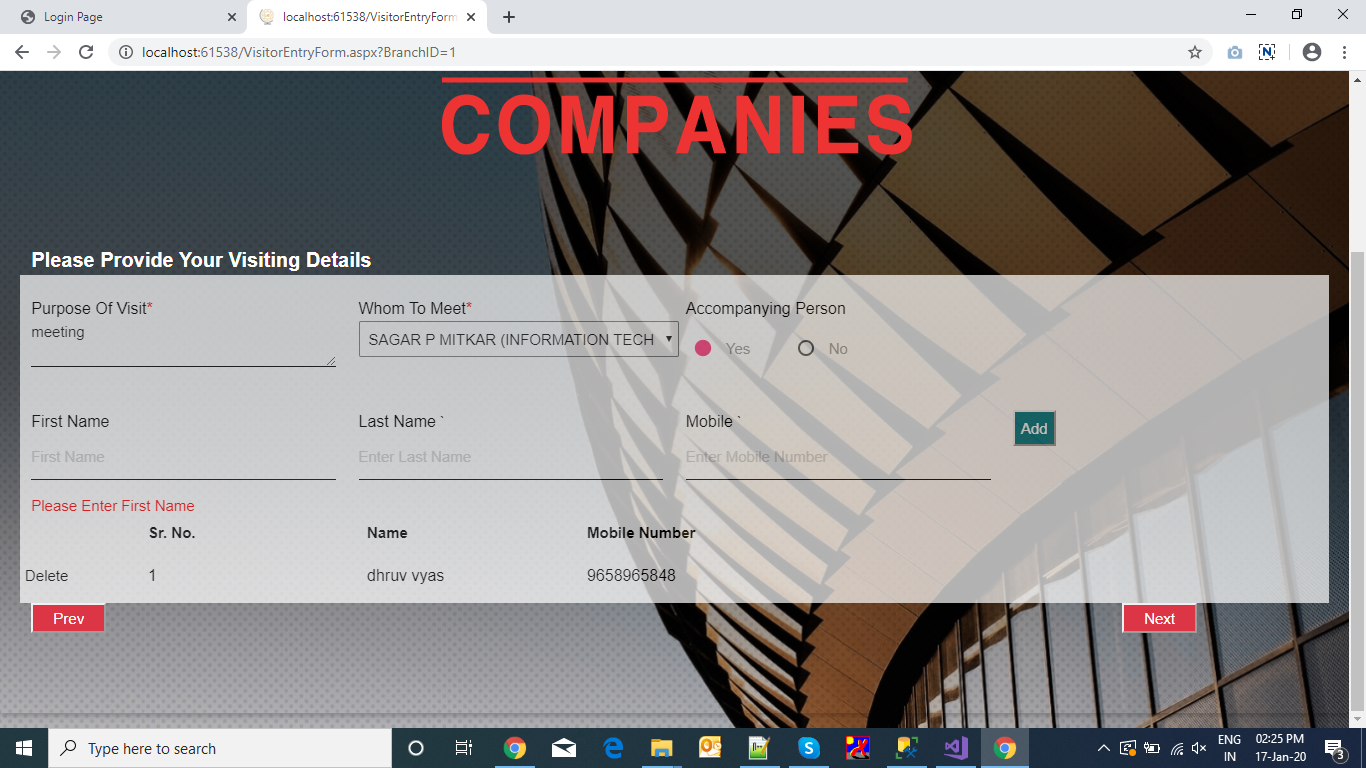 Login Page
localhost:61538/VisitorEntryForm
localhost:61538/VisitorEntryForm.aspx?BranchID=1
COMPANIES
Please Provide Your Visiting Details
Purpose Of Visit*
Whom To Meet*
Accompanying Person
meeting
SAGAR P MITKAR (INFORMATION TECH
Yes
No
First Name
Last Name `
Mobile `
Add
First Name
Enter Last Name
Enter Mobile Number
Please Enter First Name
Sr. No. Name Mobile Number
Delete 1 dhruv vyas 9658965848
Prev
Next
Type here to search
ENG
IN
02:25 PM
17-Jan-20
3